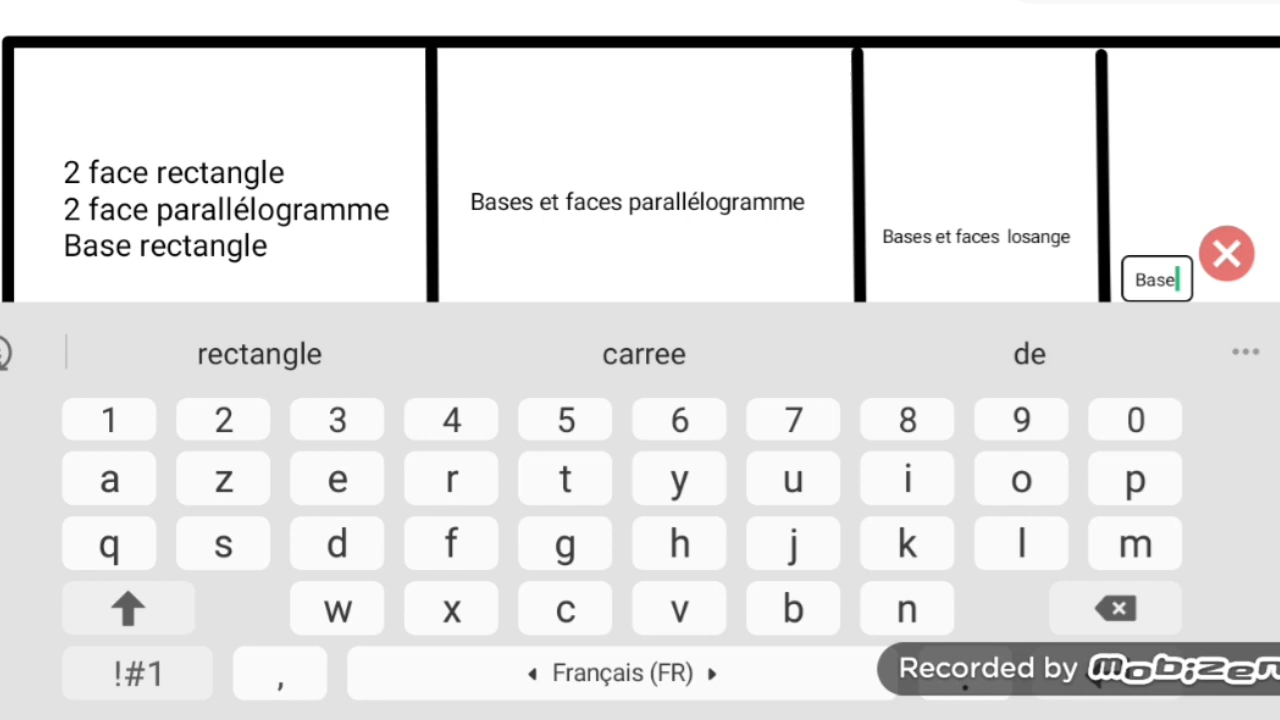 2 face rectangle
2 face parallélogramme
Base rectangle
Bases et faces parallélogramme
Bases et faces losange
Base
rectangle carree de
1 2 3 4 5 6 7 8 9 0
a z e r t y u i o p
q s d f g h j k l m
w x c v b n
!#1 , Français (FR) .
Recorded by mobizen